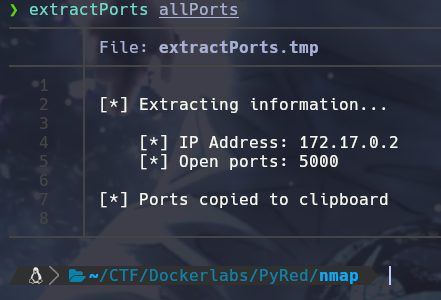 ❯ extractPorts allPorts
File: extractPorts.tmp
1
2 [*] Extracting information...
3
4 [*] IP Address: 172.17.0.2
5 [*] Open ports: 5000
6
7 [*] Ports copied to clipboard
8
~/CTF/Dockerlabs/PyRed/nmap